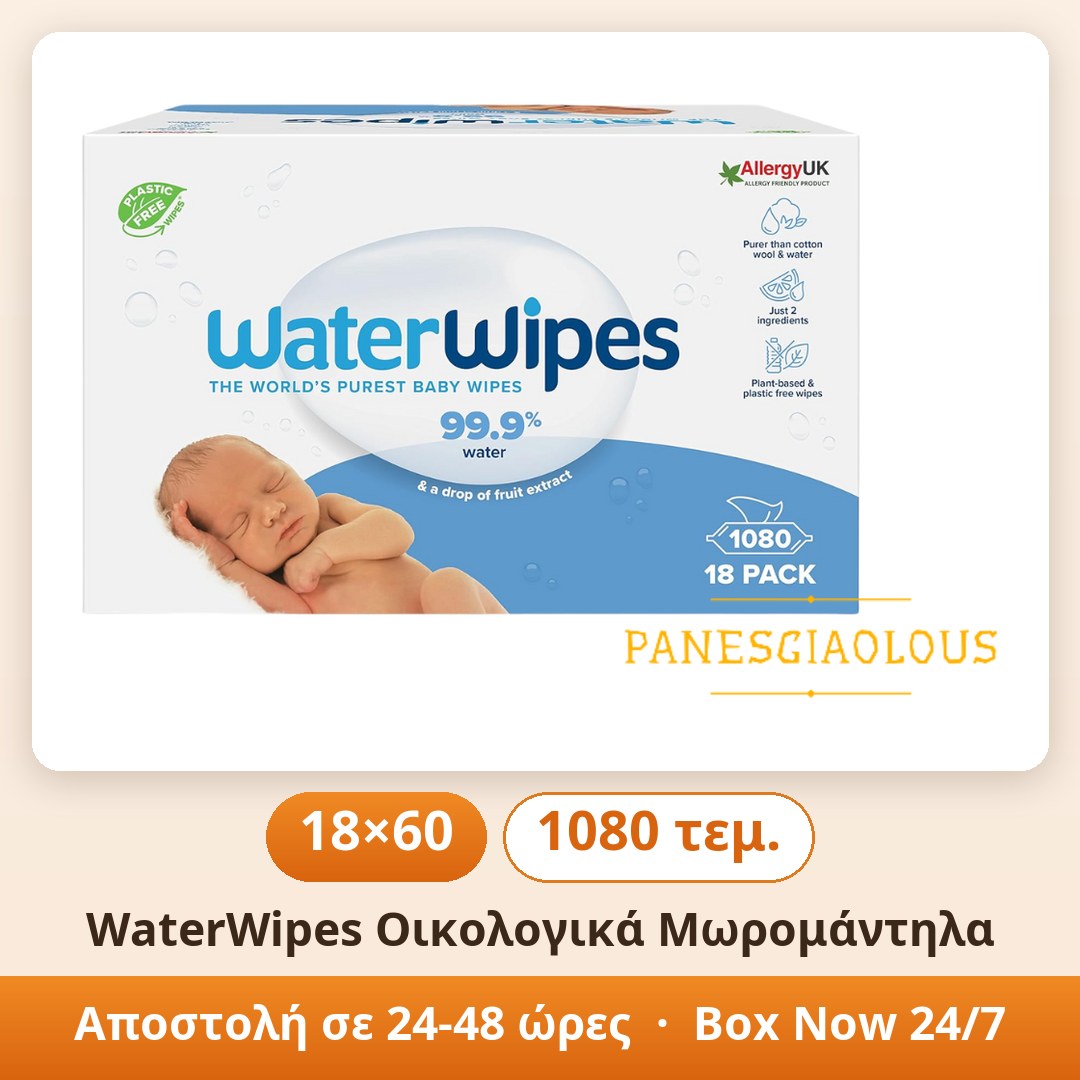 WaterWipes
PLASTIC
FREE
WIPES
AllergyUK
ALLERGY FRIENDLY PRODUCT
Purer than cotton
wool & water
Just 2
ingredients
Plant-based &
plastic free wipes
WaterWipes
THE WORLD'S PUREST BABY WIPES
99.9%
water
& a drop of fruit extract
1080
18 PACK
PANESGIAOLOUS
18×60
1080 τεμ.
WaterWipes Οικολογικά Μωρομάντηλα
Αποστολή σε 24-48 ώρες · Box Now 24/7